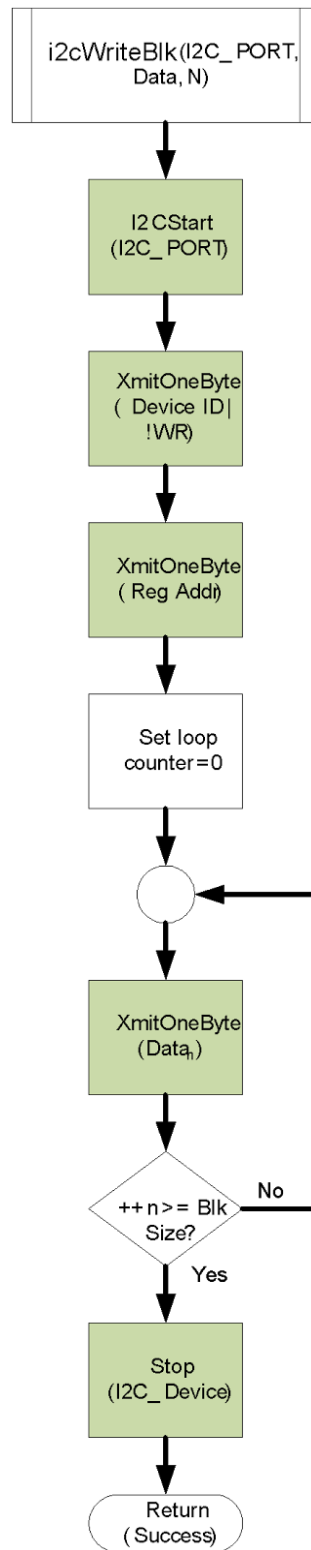 i2cWriteBlk(I2C_PORT,
Data, N)
I2CStart
(I2C_PORT)
XmitOneByte
( Device ID|
!WR)
XmitOneByte
( Reg Addr)
Set loop
counter=0
XmitOneByte
(Dataₙ)
++n>= Blk
Size?
No
Yes
Stop
(I2C_Device)
Return
( Success)